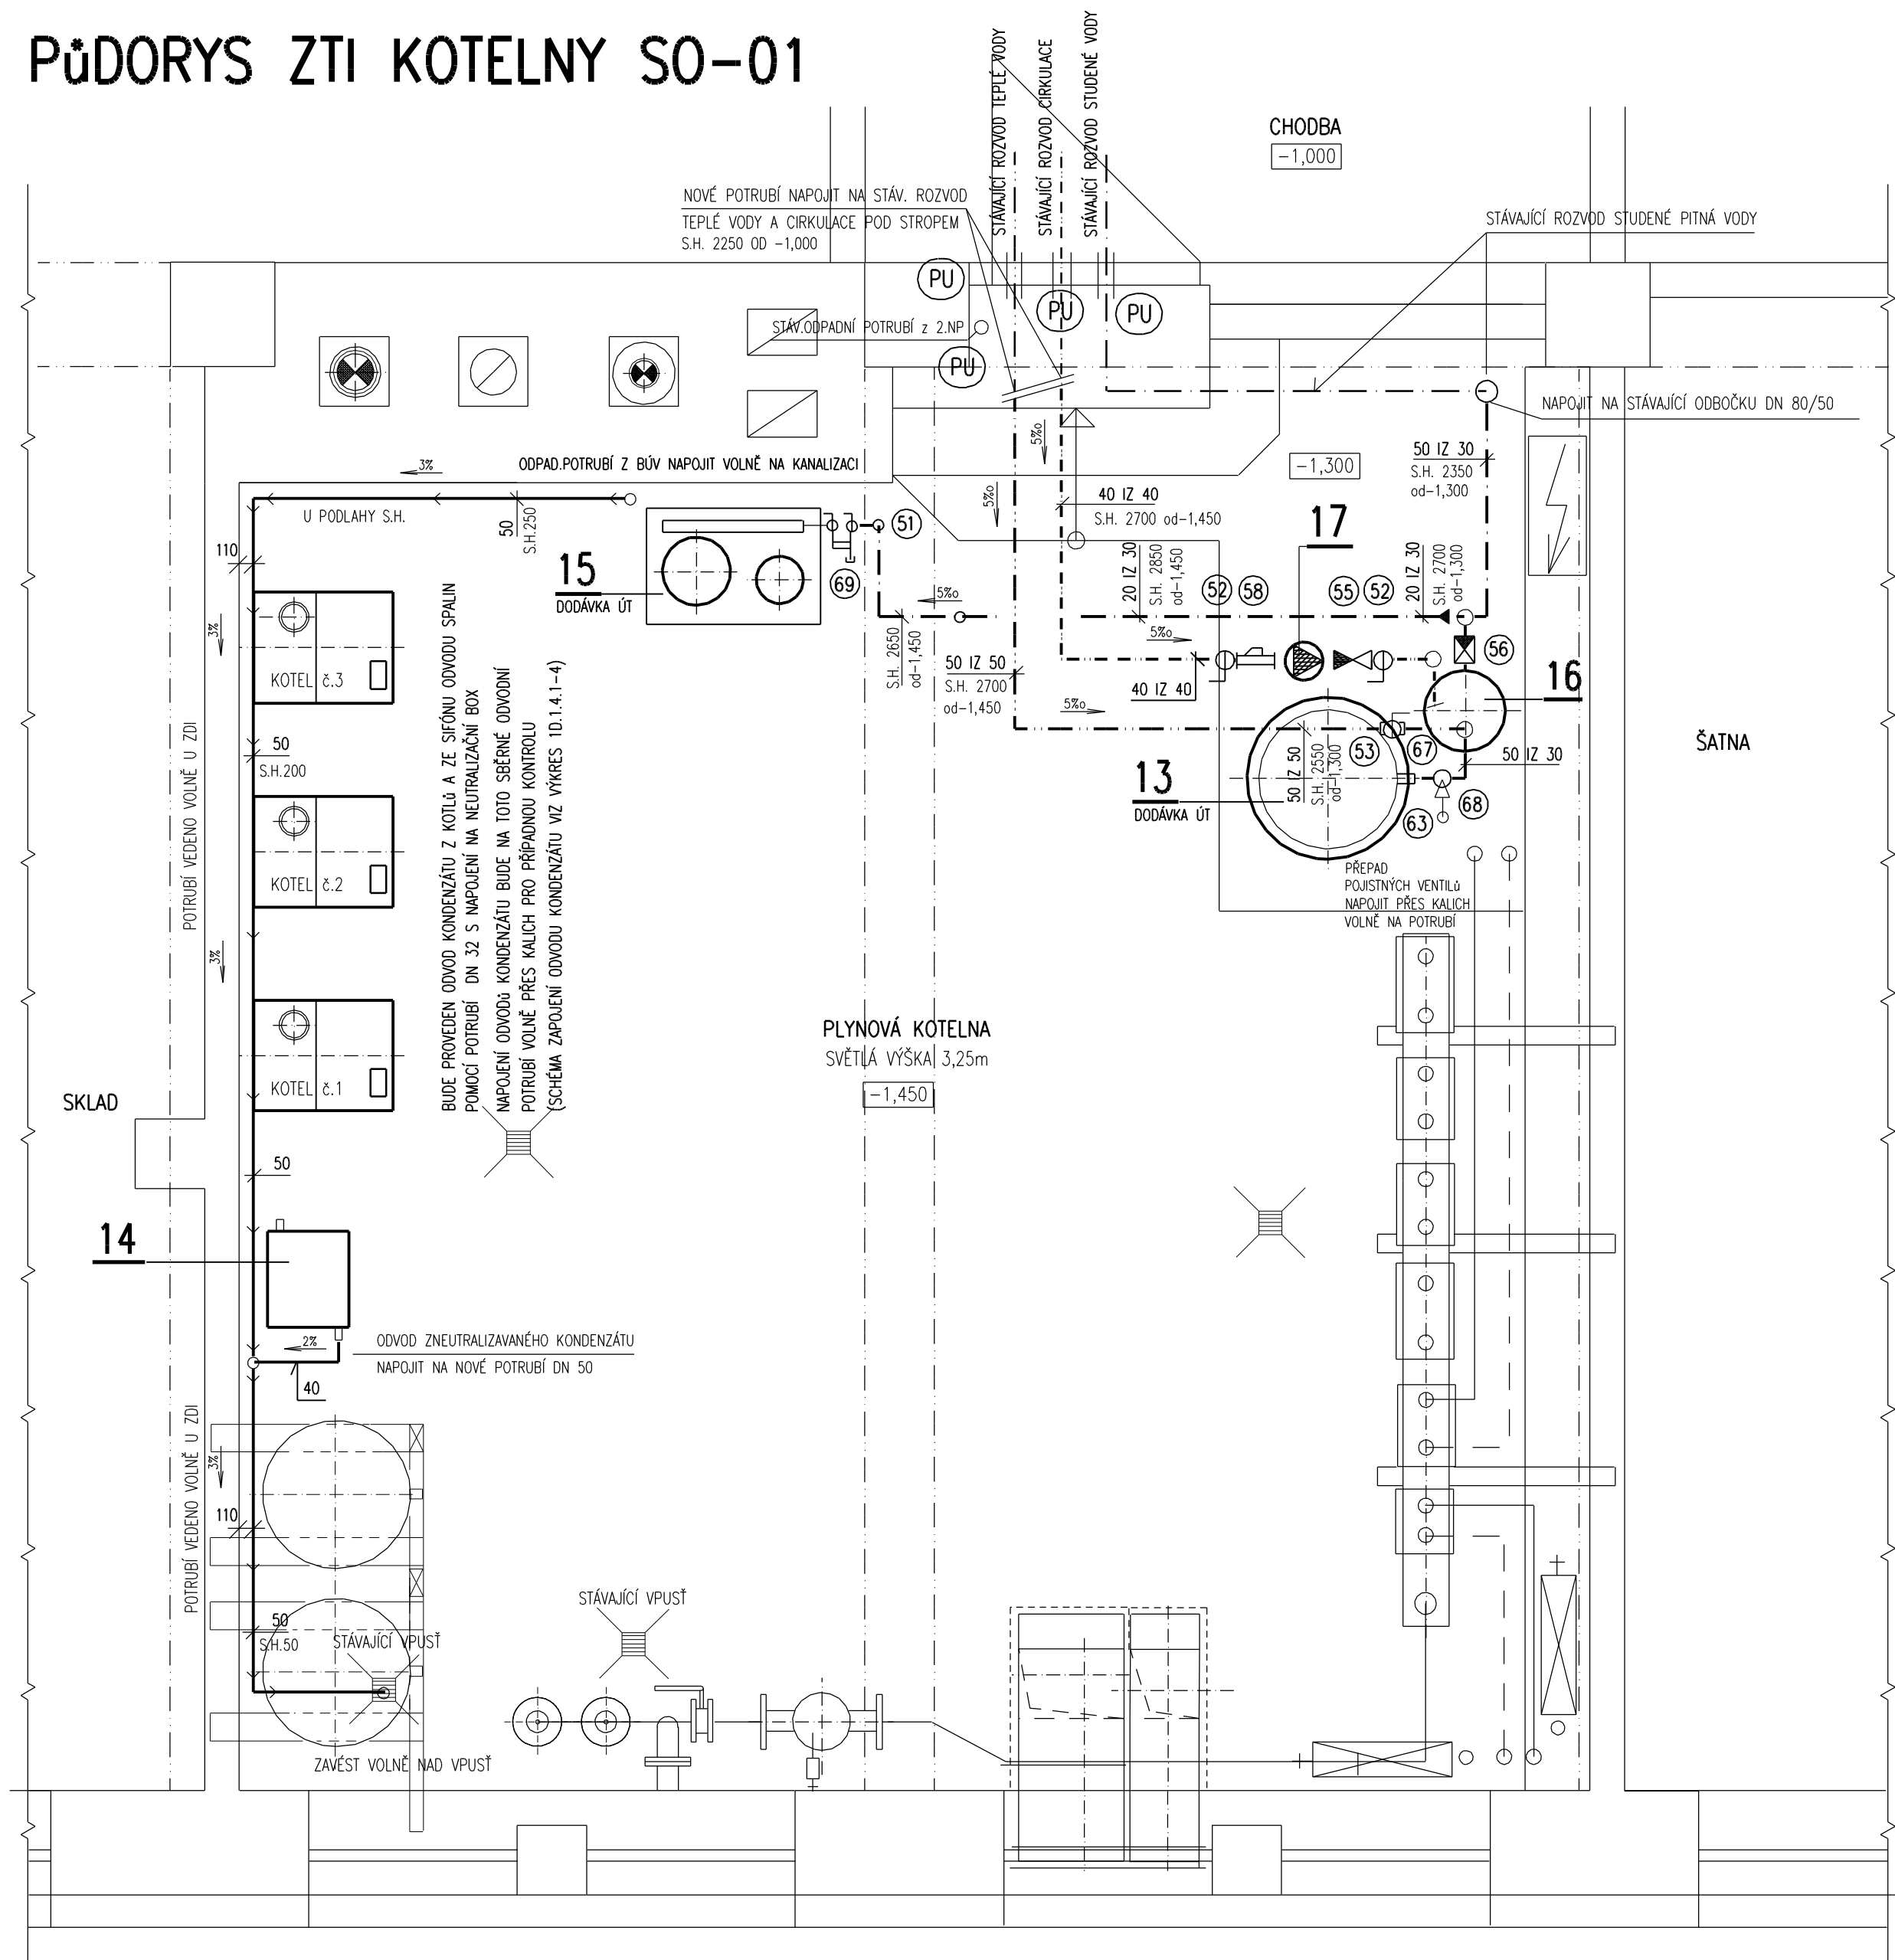 PůDORYS ZTI KOTELNY SO-01
STÁVAJÍCÍ ROZVOD TEPLÉ VODY
STÁVAJÍCÍ ROZVOD CIRKULACE
STÁVAJÍCÍ ROZVOD STUDENÉ VODY
CHODBA
-1,000
NOVÉ POTRUBÍ NAPOJIT NA STÁV. ROZVOD
TEPLÉ VODY A CIRKULACE POD STROPEM
S.H. 2250 OD -1,000
STÁVAJÍCÍ ROZVOD STUDENÉ PITNÁ VODY
PU
PU
PU
PU
STÁV.ODPADNÍ POTRUBÍ z 2.NP
NAPOJIT NA STÁVAJÍCÍ ODBOČKU DN 80/50
ODPAD.POTRUBÍ Z BÚV NAPOJIT VOLNĚ NA KANALIZACI
3%
U PODLAHY S.H.
50
S.H.250
110
3%
15
DODÁVKA ÚT
51
69
5‰
5‰
5‰
40 IZ 40
S.H. 2700 od-1,450
-1,300
50 IZ 30
S.H. 2350
od-1,300
17
20 IZ 30
S.H. 2850
od-1,450
52
58
55
52
20 IZ 30
S.H. 2700
od-1,300
S.H. 2650
od-1,450
50 IZ 50
S.H. 2700
od-1,450
5‰
40 IZ 40
5‰
56
16
53
67
50 IZ 30
50 IZ 50
S.H. 2550
od-1,300
13
DODÁVKA ÚT
63
68
PŘEPAD
POJISTNÝCH VENTILů
NAPOJIT PŘES KALICH
VOLNĚ NA POTRUBÍ
ŠATNA
KOTEL č.3
50
S.H.200
KOTEL č.2
3%
KOTEL č.1
POTRUBÍ VEDENO VOLNĚ U ZDI
BUDE PROVEDEN ODVOD KONDENZÁTU Z KOTLů A ZE SIFÓNU ODVODU SPALIN
POMOCÍ POTRUBÍ DN 32 S NAPOJENÍ NA NEUTRALIZAČNÍ BOX
NAPOJENÍ ODVODů KONDENZÁTU BUDE NA TOTO SBĚRNÉ ODVODNÍ
POTRUBÍ VOLNĚ PŘES KALICH PRO PŘÍPADNOU KONTROLU
(SCHÉMA ZAPOJENÍ ODVODU KONDENZÁTU VIZ VÝKRES 1D.1.4.1-4)
PLYNOVÁ KOTELNA
SVĚTLÁ VÝŠKA 3,25m
-1,450
SKLAD
50
14
2%
ODVOD ZNEUTRALIZAVANÉHO KONDENZÁTU
NAPOJIT NA NOVÉ POTRUBÍ DN 50
40
POTRUBÍ VEDENO VOLNĚ U ZDI
3%
110
50
S.H.50
STÁVAJÍCÍ VPUSŤ
STÁVAJÍCÍ VPUSŤ
ZAVÉST VOLNĚ NAD VPUSŤ